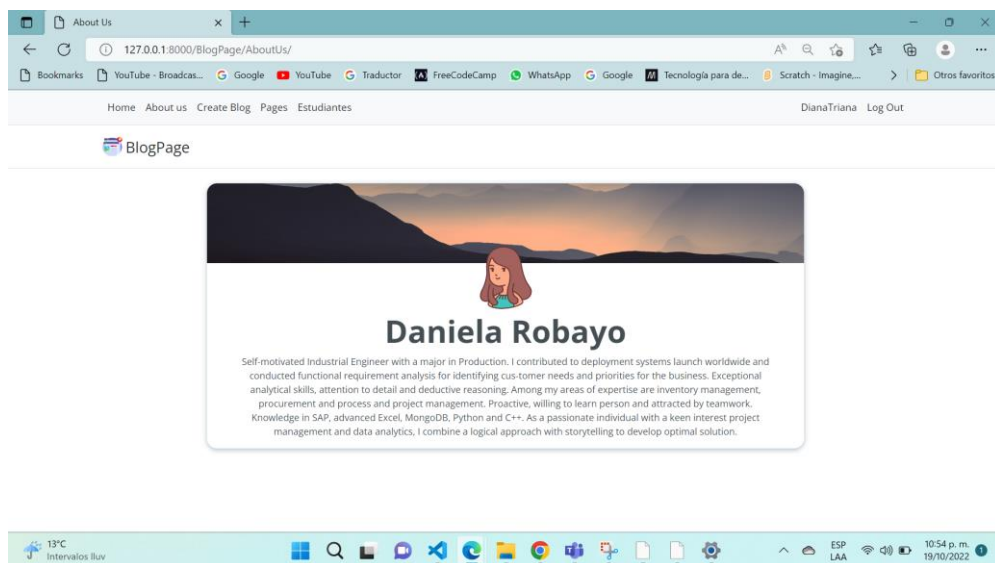 About Us
127.0.0.1:8000/BlogPage/AboutUs/
Bookmarks YouTube - Broadcas... Google YouTube Traductor FreeCodeCamp WhatsApp Google Tecnología para de... Scratch - Imagine,... Otros favoritos
Home About us Create Blog Pages Estudiantes DianaTriana Log Out
BlogPage
Daniela Robayo
Self-motivated Industrial Engineer with a major in Production. I contributed to deployment systems launch worldwide and
conducted functional requirement analysis for identifying cus-tomer needs and priorities for the business. Exceptional
analytical skills, attention to detail and deductive reasoning. Among my areas of expertise are inventory management,
procurement and process and project management. Proactive, willing to learn person and attracted by teamwork.
Knowledge in SAP, advanced Excel, MongoDB, Python and C++. As a passionate individual with a keen interest project
management and data analytics, I combine a logical approach with storytelling to develop optimal solution.
13°C ESP 10:54 p. m.
Intervalos lluv LAA 19/10/2022 1